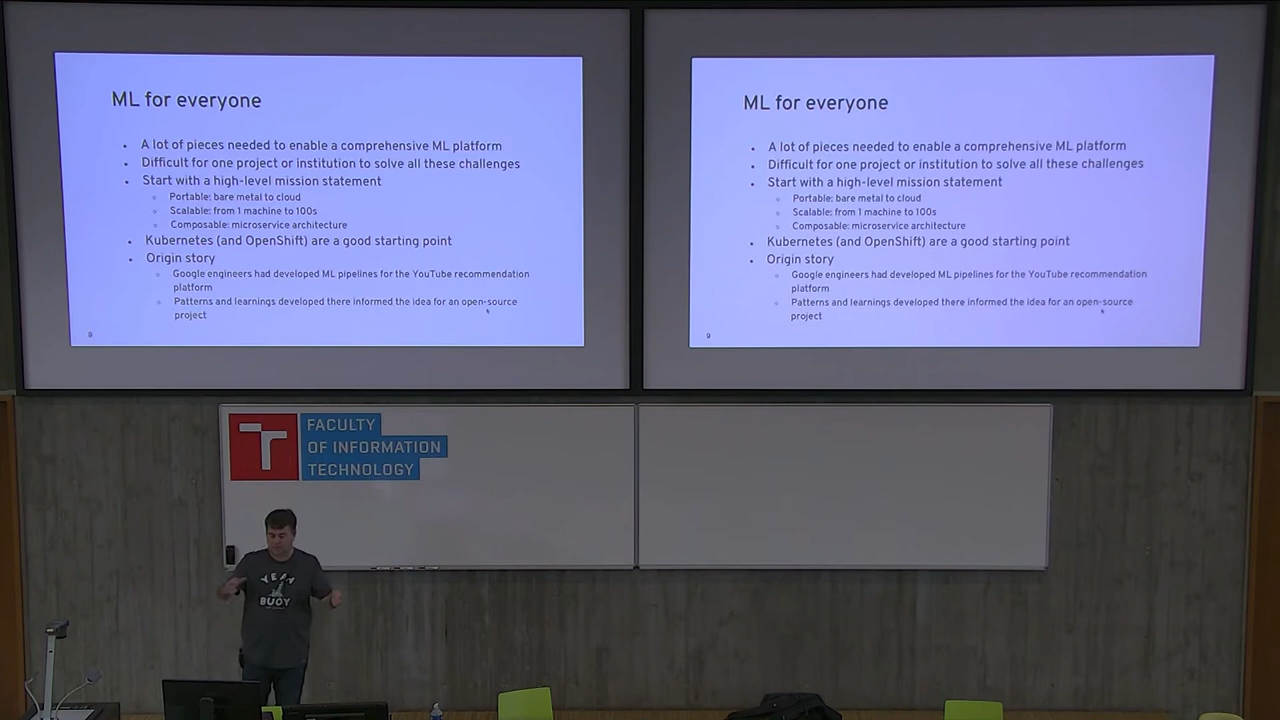 ML for everyone
A lot of pieces needed to enable a comprehensive ML platform
Difficult for one project or institution to solve all these challenges
Start with a high-level mission statement
Portable: bare metal to cloud
Scalable: from 1 machine to 100s
Composable: microservice architecture
Kubernetes (and OpenShift) are a good starting point
Origin story
Google engineers had developed ML pipelines for the YouTube recommendation
platform
Patterns and learnings developed there informed the idea for an open-source
project
9
ML for everyone
A lot of pieces needed to enable a comprehensive ML platform
Difficult for one project or institution to solve all these challenges
Start with a high-level mission statement
Portable: bare metal to cloud
Scalable: from 1 machine to 100s
Composable: microservice architecture
Kubernetes (and OpenShift) are a good starting point
Origin story
Google engineers had developed ML pipelines for the YouTube recommendation
platform
Patterns and learnings developed there informed the idea for an open-source
project
9
FACULTY
OF INFORMATION
TECHNOLOGY
YEAH
BUOY